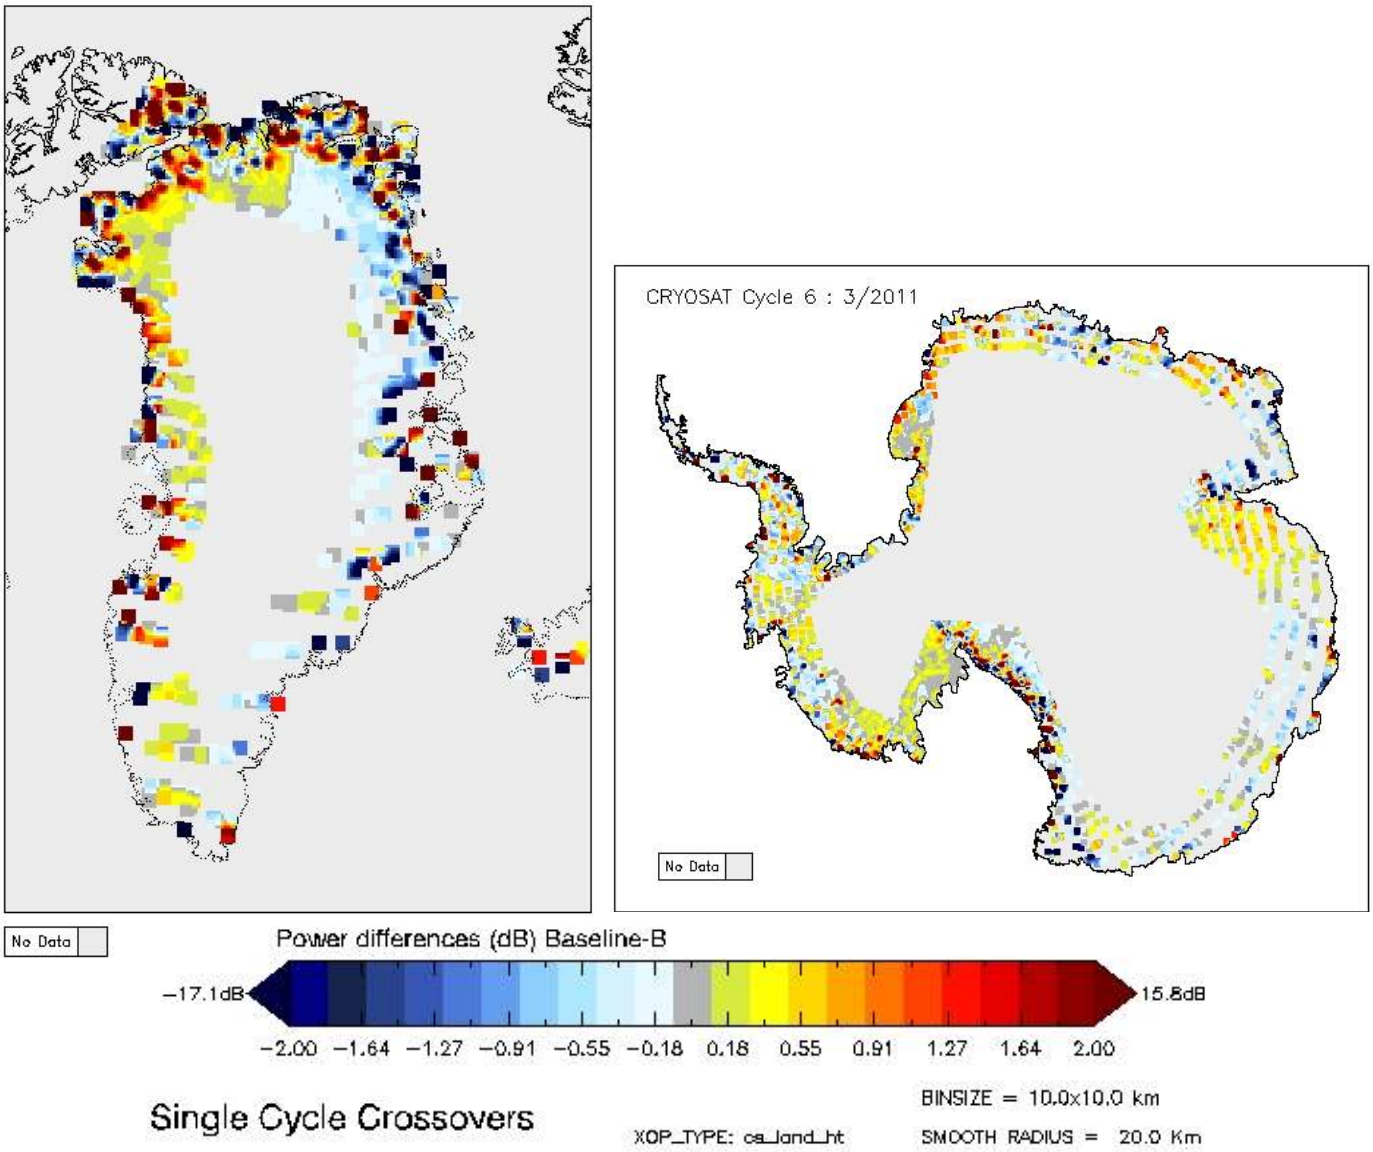 CRYOSAT Cycle 6 : 3/2011
No Data
No Data
Power differences (dB) Baseline-B
-17.1dB
15.8dB
-2.00 -1.64 -1.27 -0.91 -0.55 -0.18 0.18 0.55 0.91 1.27 1.64 2.00
BINSIZE = 10.0x10.0 km
Single Cycle Crossovers
XOP_TYPE: cs_land_ht
SMOOTH RADIUS = 20.0 Km